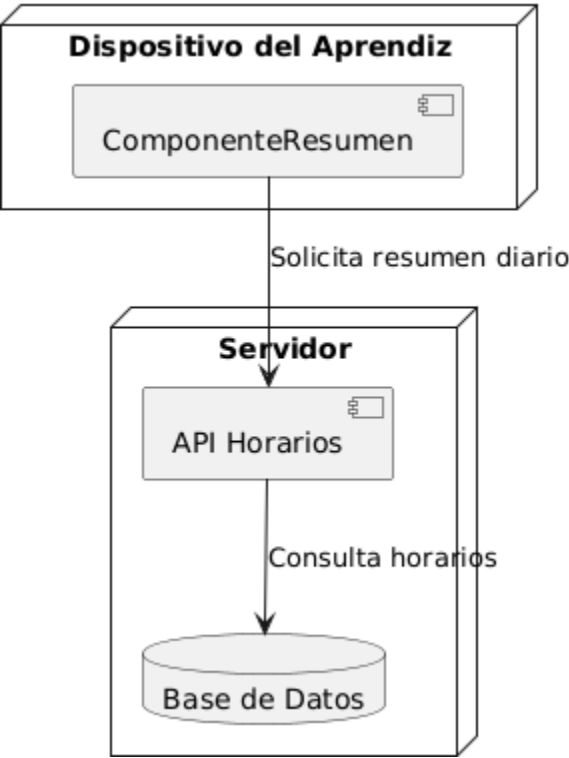 Dispositivo del Aprendiz
ComponenteResumen
Solicita resumen diario
Servidor
API Horarios
Consulta horarios
Base de Datos